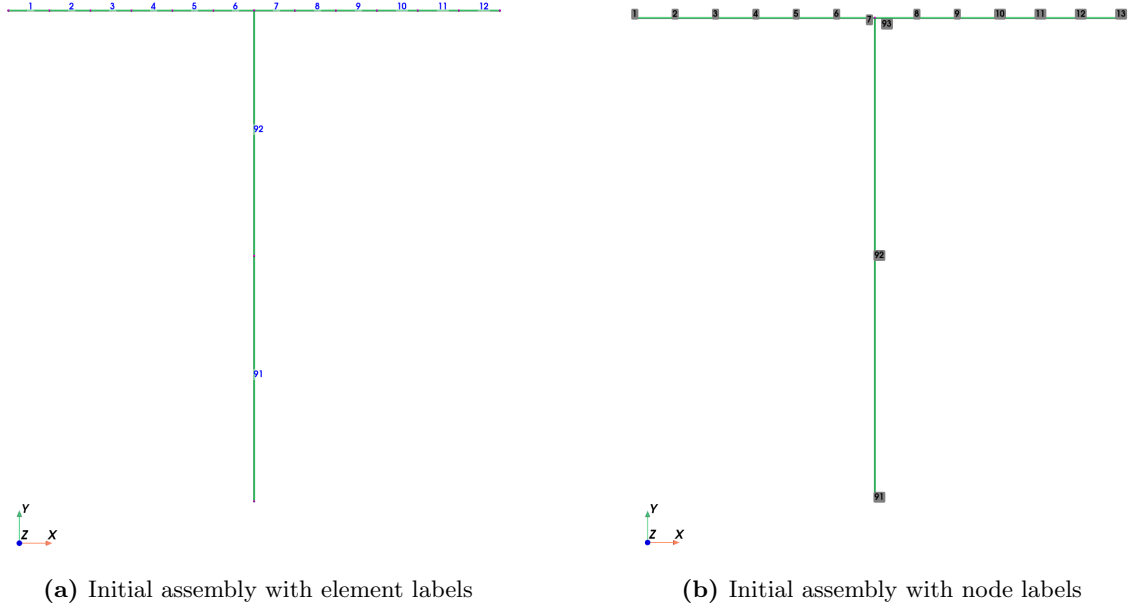 1 2 3 4 5 6 7 8 9 10 11 12
92
91
Y
Z X
(a) Initial assembly with element labels
1 2 3 4 5 6 7 8 9 10 11 12 13
93
92
91
Y
Z X
(b) Initial assembly with node labels